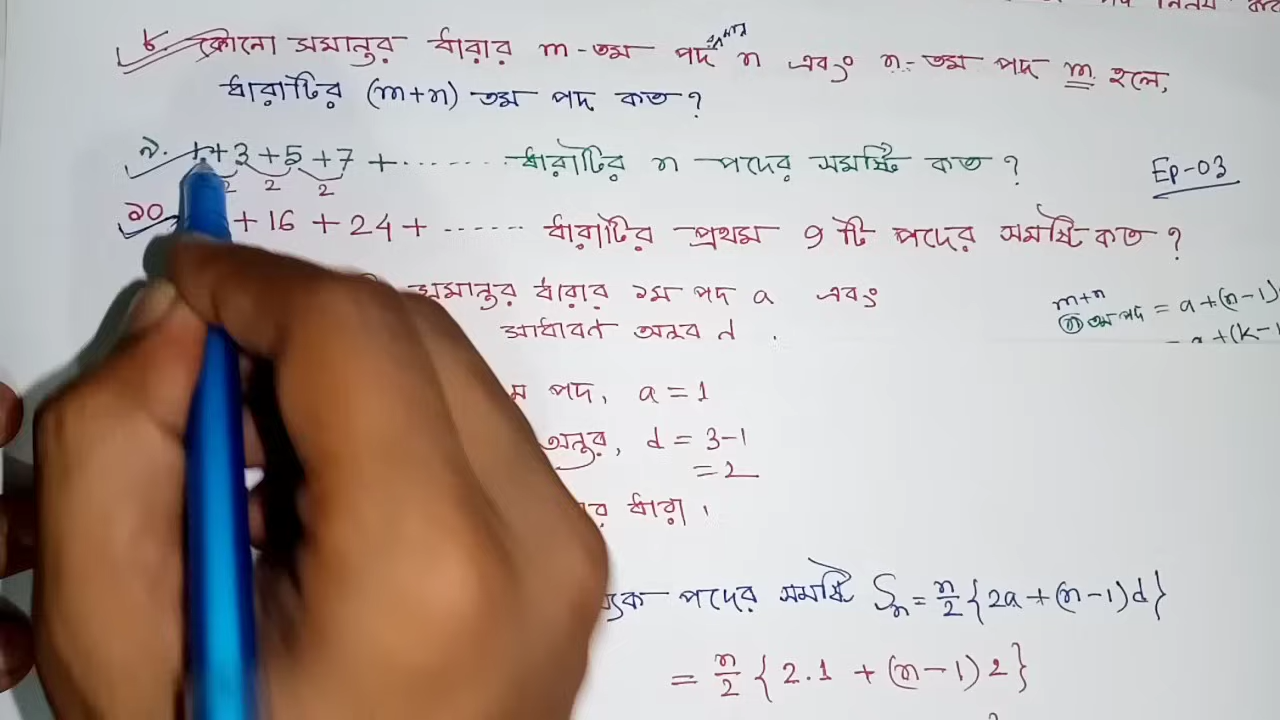 ৮. কোনো সমান্তর ধারার m-তম পদ n এবং n-তম পদ m হলে,
ধারাটির (m+n) তম পদ কত?
৯. 1+3+5+7+....... ধারাটির n পদের সমষ্টি কত?
Ep-03
১০. +16+24+...... ধারাটির প্রথম 9 টি পদের সমষ্টি কত?
সমান্তর ধারার ১ম পদ a এবং
সাধারণ অন্তর d.
m+n
n তম পদ = a+(n-1)
পদ, a=1
অন্তর, d=3-1
=2
ধারা।
পদের সমষ্টি Sn=n/2{2a+(n-1)d}
=n/2{2.1+(n-1)2}